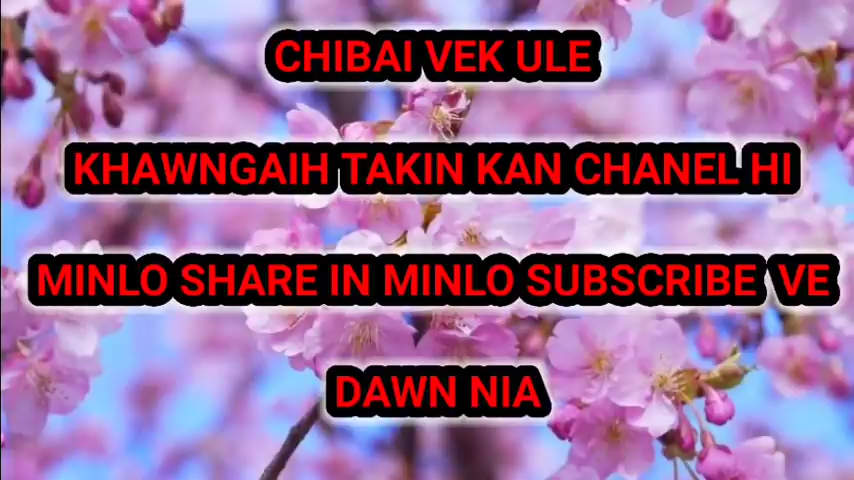 CHIBAI VEK ULE
KHAWNGAIH TAKIN KAN CHANEL HI
MINLO SHARE IN MINLO SUBSCRIBE VE
DAWN NIA